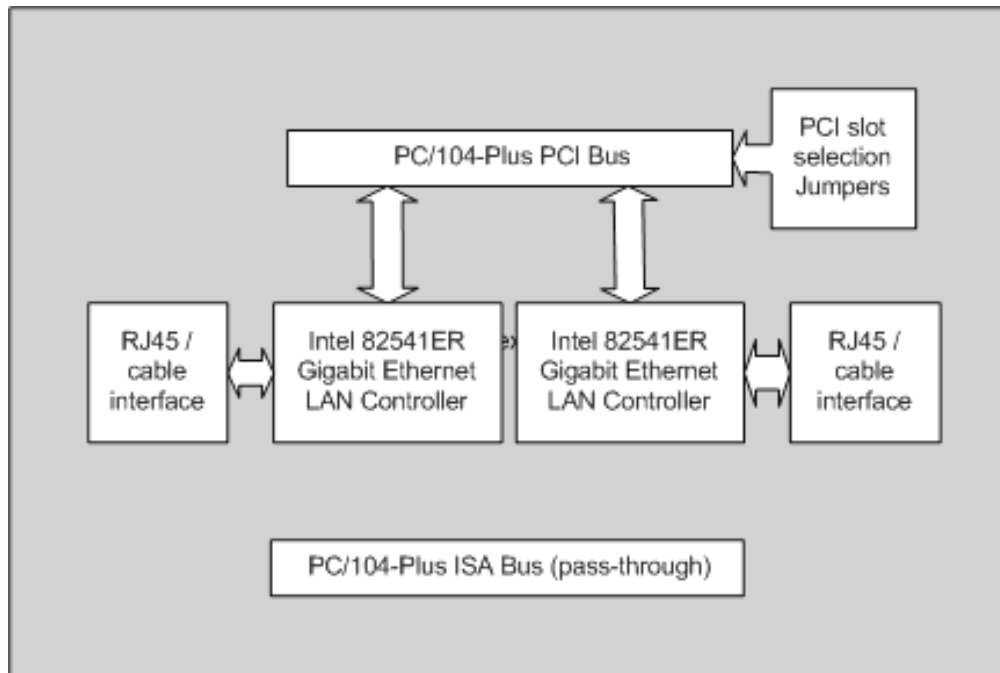 PC/104-Plus PCI Bus
PCI slot
selection
Jumpers
RJ45 /
cable
interface
Intel 82541ER
Gigabit Ethernet
LAN Controller
Intel 82541ER
Gigabit Ethernet
LAN Controller
RJ45 /
cable
interface
PC/104-Plus ISA Bus (pass-through)